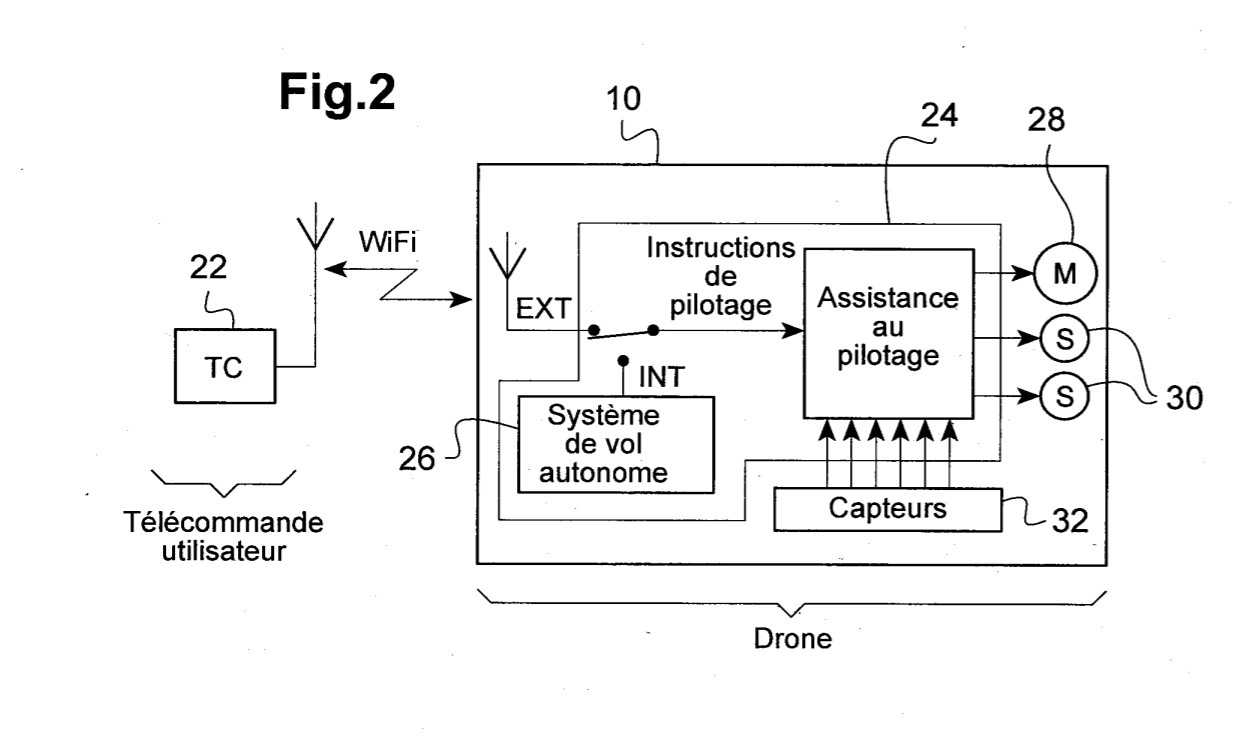 Fig.2
10
24
28
WiFi
22
TC
EXT
Instructions
de
pilotage
Assistance
au
pilotage
M
S
S
30
INT
Système
de vol
autonome
26
Capteurs
32
Télécommande
utilisateur
Drone